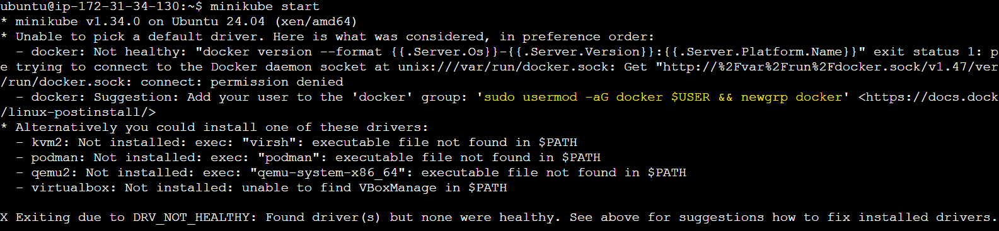 ubuntu@ip-172-31-34-130:~$ minikube start
* minikube v1.34.0 on Ubuntu 24.04 (xen/amd64)
* Unable to pick a default driver. Here is what was considered, in preference order:
  - docker: Not healthy: "docker version --format {{.Server.Os}}-{{.Server.Version}}:{{.Server.Platform.Name}}" exit status 1: p
e trying to connect to the Docker daemon socket at unix:///var/run/docker.sock: Get "http://%2Fvar%2Frun%2Fdocker.sock/v1.47/ver
/run/docker.sock: connect: permission denied
  - docker: Suggestion: Add your user to the 'docker' group: 'sudo usermod -aG docker $USER && newgrp docker' <https://docs.dock
/linux-postinstall/>
* Alternatively you could install one of these drivers:
  - kvm2: Not installed: exec: "virsh": executable file not found in $PATH
  - podman: Not installed: exec: "podman": executable file not found in $PATH
  - qemu2: Not installed: exec: "qemu-system-x86_64": executable file not found in $PATH
  - virtualbox: Not installed: unable to find VBoxManage in $PATH

X Exiting due to DRV_NOT_HEALTHY: Found driver(s) but none were healthy. See above for suggestions how to fix installed drivers.